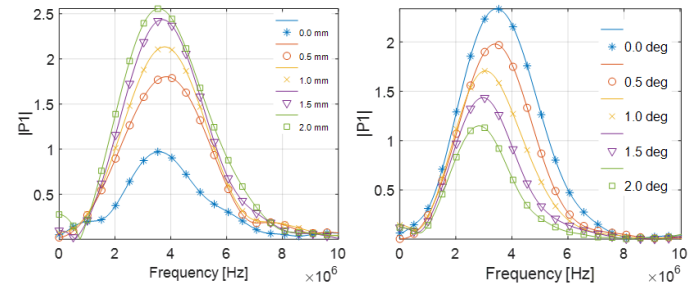 2.5
2
1.5
1
0.5
|P1|
0.0 mm
0.5 mm
1.0 mm
1.5 mm
2.0 mm
0 2 4 6 8 10
Frequency [Hz]
×10^6
2
1.5
1
0.5
|P1|
0.0 deg
0.5 deg
1.0 deg
1.5 deg
2.0 deg
0 2 4 6 8 10
Frequency [Hz]
×10^6